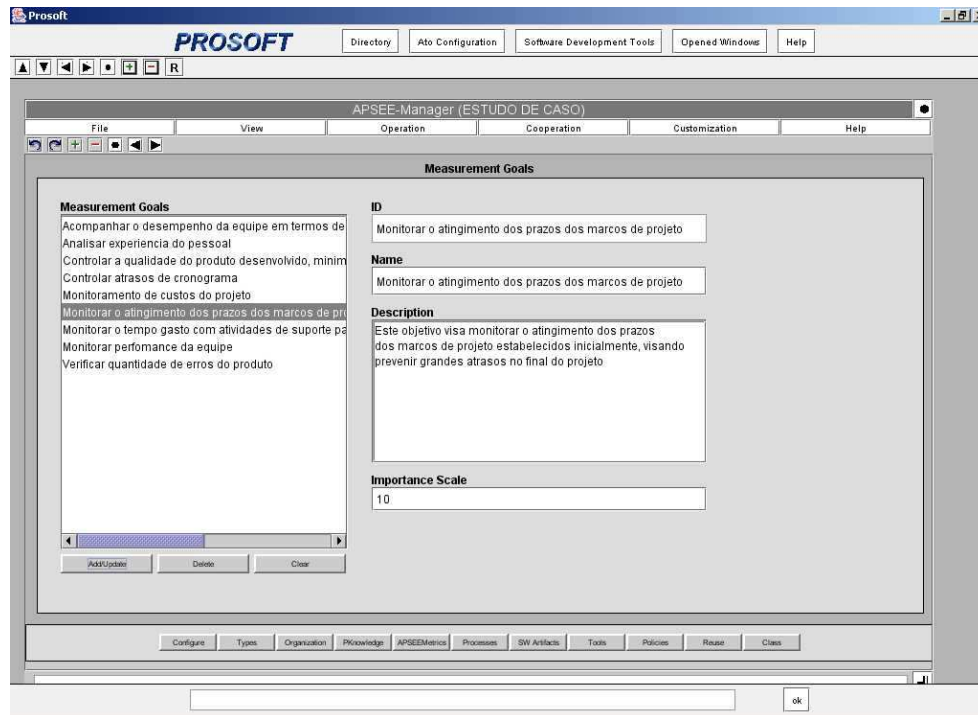 Prosoft
PROSOFT
Directory
Ato Configuration
Software Development Tools
Opened Windows
Help
R
APSEE-Manager (ESTUDO DE CASO)
File
View
Operation
Cooperation
Customization
Help
Measurement Goals
Measurement Goals
Acompanhar o desempenho da equipe em termos de
Analisar experiencia do pessoal
Controlar a qualidade do produto desenvolvido, minim
Controlar atrasos de cronograma
Monitoramento de custos do projeto
Monitorar o atingimento dos prazos dos marcos de pro
Monitorar o tempo gasto com atividades de suporte pa
Monitorar perfomance da equipe
Verificar quantidade de erros do produto
Add/Update
Delete
Clear
ID
Monitorar o atingimento dos prazos dos marcos de projeto
Name
Monitorar o atingimento dos prazos dos marcos de projeto
Description
Este objetivo visa monitorar o atingimento dos prazos
dos marcos de projeto estabelecidos inicialmente, visando
prevenir grandes atrasos no final do projeto
Importance Scale
10
Configure
Types
Organization
PKnowledge
APSEEMetrics
Processes
SW Artifacts
Tools
Policies
Reuse
Class
ok